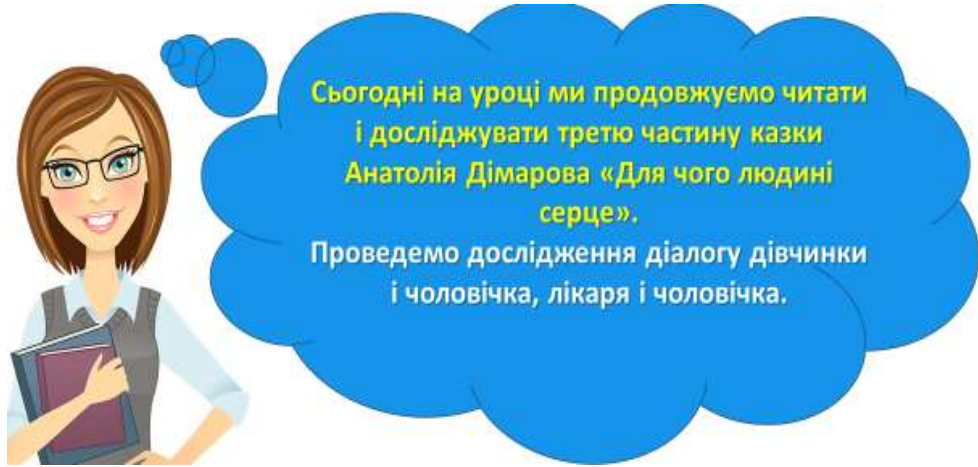 Сьогодні на уроці ми продовжуємо читати
і досліджувати третю частину казки
Анатолія Дімарова «Для чого людині
серце».
Проведемо дослідження діалогу дівчинки
і чоловічка, лікаря і чоловічка.